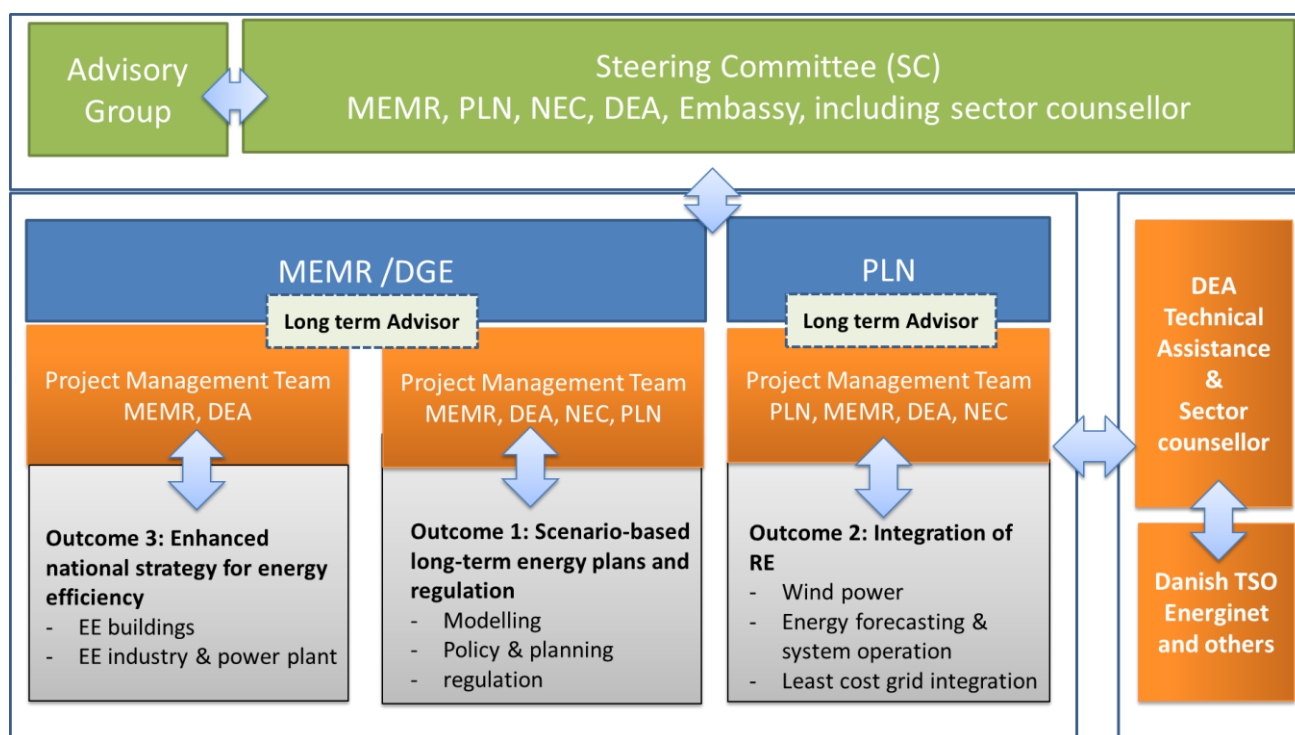 Advisory
Group
Steering Committee (SC)
MEMR, PLN, NEC, DEA, Embassy, including sector counsellor
MEMR /DGE
Long term Advisor
PLN
Long term Advisor
Project Management Team
MEMR, DEA
Project Management Team
MEMR, DEA, NEC, PLN
Project Management Team
PLN, MEMR, DEA, NEC
Outcome 3: Enhanced
national strategy for energy
efficiency
- EE buildings
- EE industry & power plant
Outcome 1: Scenario-based
long-term energy plans and
regulation
- Modelling
- Policy & planning
- regulation
Outcome 2: Integration of
RE
- Wind power
- Energy forecasting &
system operation
- Least cost grid integration
DEA
Technical
Assistance
&
Sector
counsellor
Danish TSO
Energinet
and others